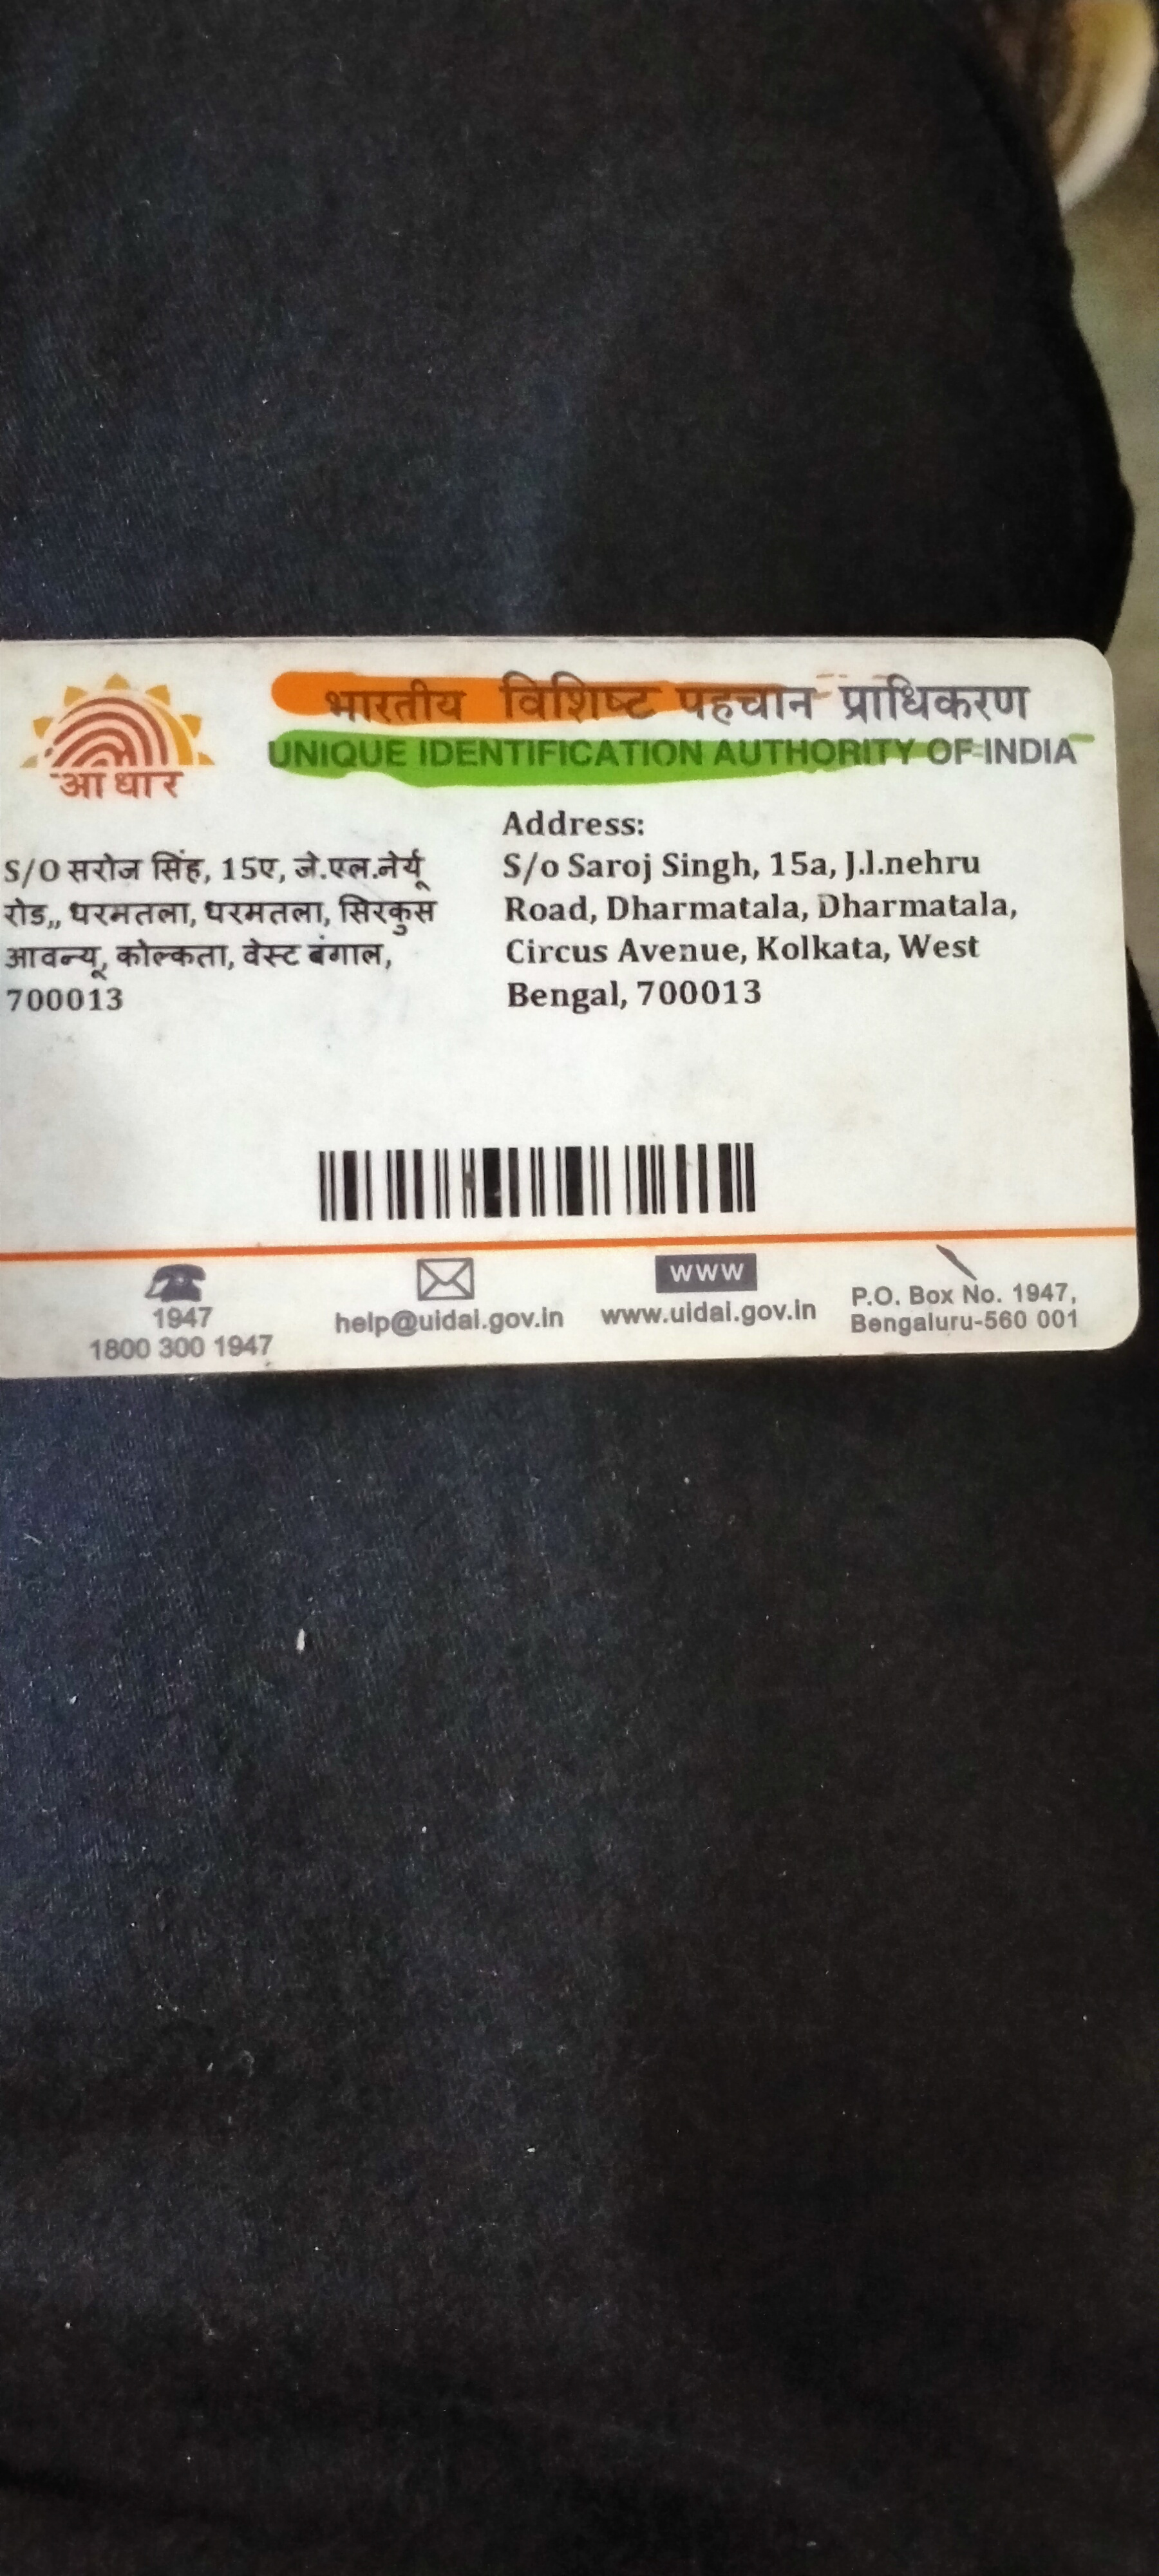 भारतीय विशिष्ट पहचान प्राधिकरण
UNIQUE IDENTIFICATION AUTHORITY OF INDIA
आधार
S/O सरोज सिंह, 15ए, जे.एल.नेर्यू
रोड,, धरमतला, धरमतला, सिरकुस
आवन्यू, कोल्कता, वेस्ट बंगाल,
700013
Address:
S/o Saroj Singh, 15a, J.l.nehru
Road, Dharmatala, Dharmatala,
Circus Avenue, Kolkata, West
Bengal, 700013
1947
1800 300 1947
help@uidai.gov.in
www
www.uidai.gov.in
P.O. Box No. 1947,
Bengaluru-560 001